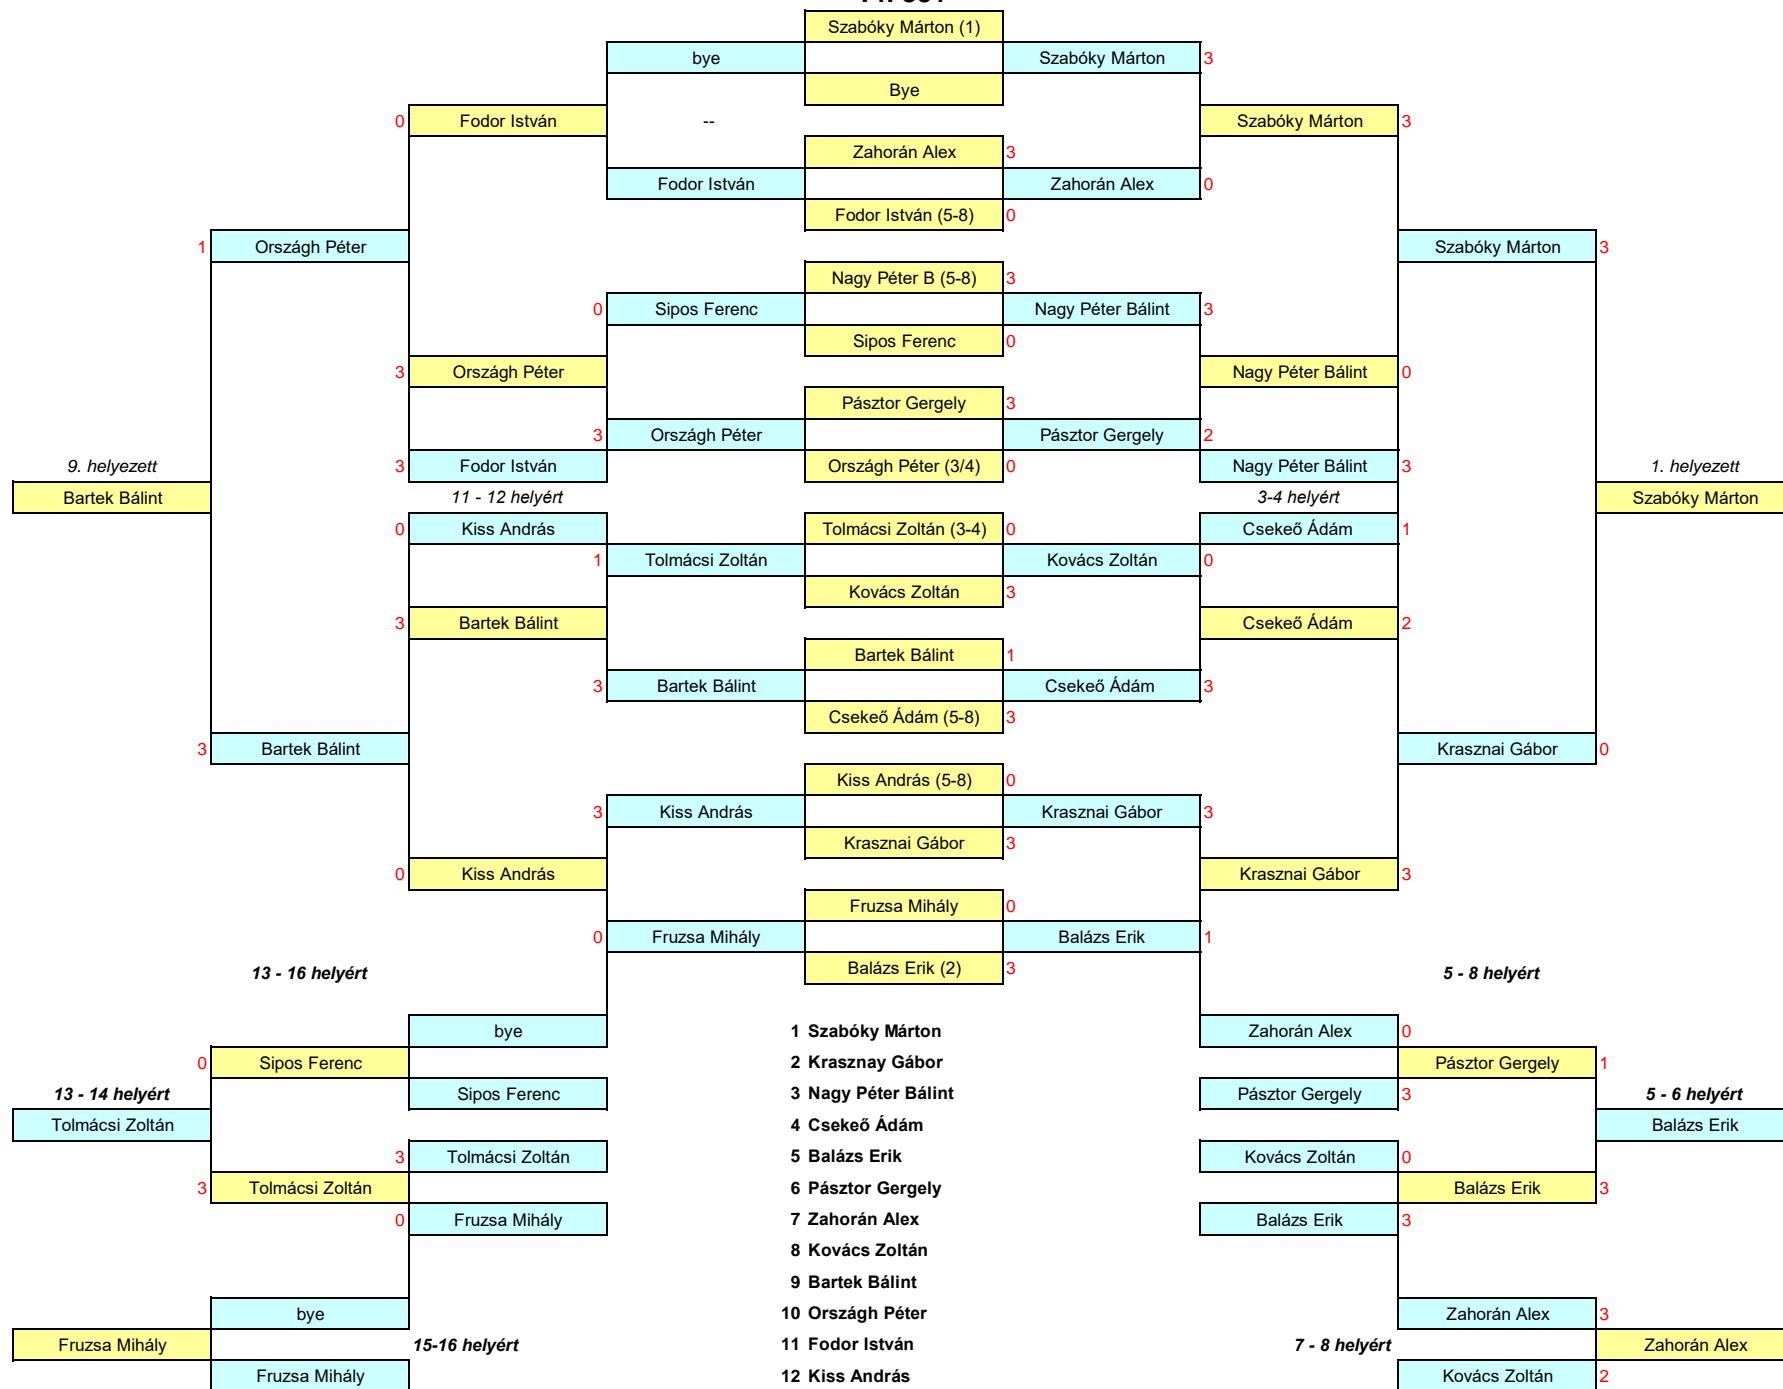 Szabóky Márton (1)
bye
Szabóky Márton
3
Bye
0
Fodor István
--
Szabóky Márton
3
Zahorán Alex
3
Fodor István
Zahorán Alex
0
Fodor István (5-8)
0
1
Országh Péter
Szabóky Márton
3
Nagy Péter B (5-8)
3
0
Sipos Ferenc
Nagy Péter Bálint
3
Sipos Ferenc
0
3
Országh Péter
Nagy Péter Bálint
0
Pásztor Gergely
3
3
Országh Péter
Pásztor Gergely
2
9. helyezett
3
Fodor István
Országh Péter (3/4)
0
Nagy Péter Bálint
3
1. helyezett
Bartek Bálint
11 - 12 helyért
3-4 helyért
Szabóky Márton
0
Kiss András
Tolmácsi Zoltán (3-4)
0
Csekeő Ádám
1
1
Tolmácsi Zoltán
Kovács Zoltán
0
Kovács Zoltán
3
3
Bartek Bálint
Csekeő Ádám
2
Bartek Bálint
1
3
Bartek Bálint
Csekeő Ádám
3
Csekeő Ádám (5-8)
3
3
Bartek Bálint
Krasznai Gábor
0
Kiss András (5-8)
0
3
Kiss András
Krasznai Gábor
3
Krasznai Gábor
3
0
Kiss András
Krasznai Gábor
3
Fruzsa Mihály
0
0
Fruzsa Mihály
Balázs Erik
1
13 - 16 helyért
Balázs Erik (2)
3
5 - 8 helyért
bye
1 Szabóky Márton
Zahorán Alex
0
0
Sipos Ferenc
2 Krasznay Gábor
Pásztor Gergely
1
13 - 14 helyért
Sipos Ferenc
3 Nagy Péter Bálint
Pásztor Gergely
3
5 - 6 helyért
Tolmácsi Zoltán
4 Csekeő Ádám
Balázs Erik
3
Tolmácsi Zoltán
5 Balázs Erik
Kovács Zoltán
0
3
Tolmácsi Zoltán
6 Pásztor Gergely
Balázs Erik
3
0
Fruzsa Mihály
7 Zahorán Alex
Balázs Erik
3
8 Kovács Zoltán
9 Bartek Bálint
bye
10 Országh Péter
Zahorán Alex
3
Fruzsa Mihály
15-16 helyért
11 Fodor István
7 - 8 helyért
Zahorán Alex
Fruzsa Mihály
12 Kiss András
Kovács Zoltán
2